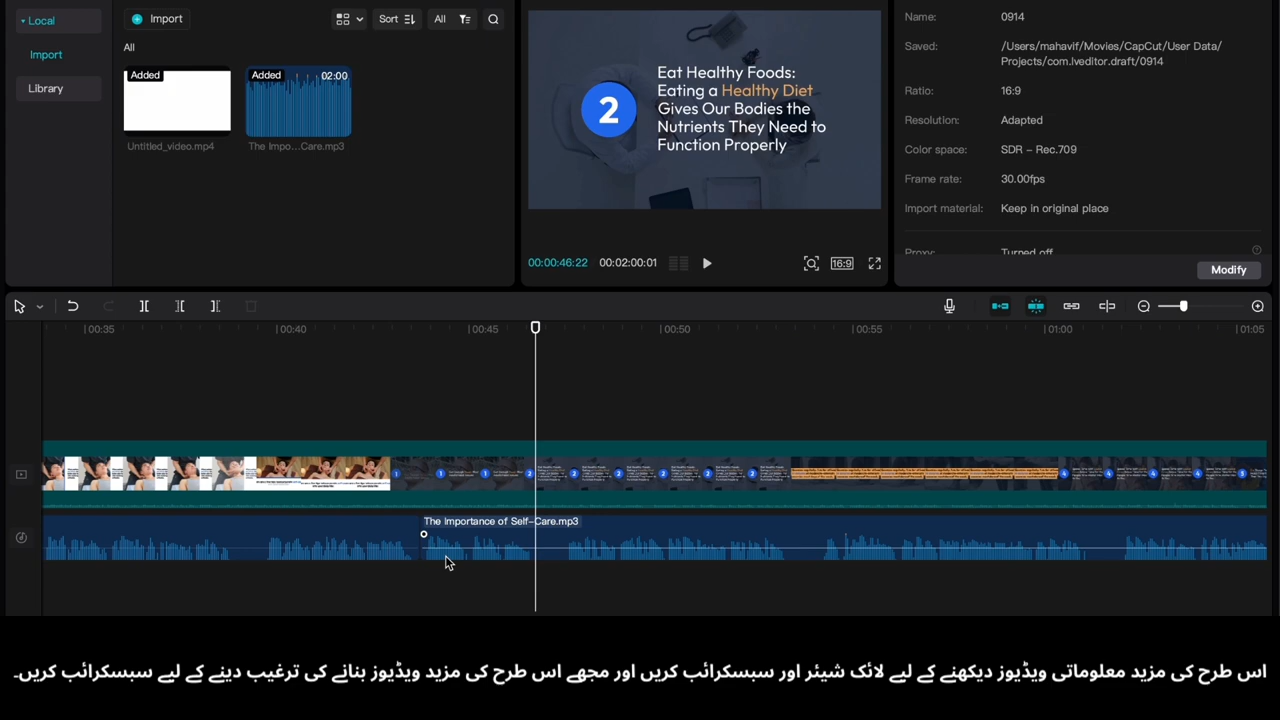 Local
Import
Library
Import
Sort
All
All
Added
Untitled_video.mp4
Added
02:00
The Impo...Care.mp3
2
Eat Healthy Foods:
Eating a Healthy Diet
Gives Our Bodies the
Nutrients They Need to
Function Properly
00:00:46:22
00:02:00:01
16:9
Name: 0914
Saved: /Users/mahavif/Movies/CapCut/User Data/
Projects/com.lveditor.draft/0914
Ratio: 16:9
Resolution: Adapted
Color space: SDR – Rec.709
Frame rate: 30.00fps
Import material: Keep in original place
Proxy: Turned off
Modify
00:35
00:40
00:45
00:50
00:55
01:00
01:05
The Importance of Self-Care.mp3
اس طرح کی مزید معلوماتی ویڈیوز دیکھنے کے لیے لائک شیئر اور سبسکرائب کریں اور مجھے اس طرح کی مزید ویڈیوز بنانے کی ترغیب دینے کے لیے سبسکرائب کریں۔